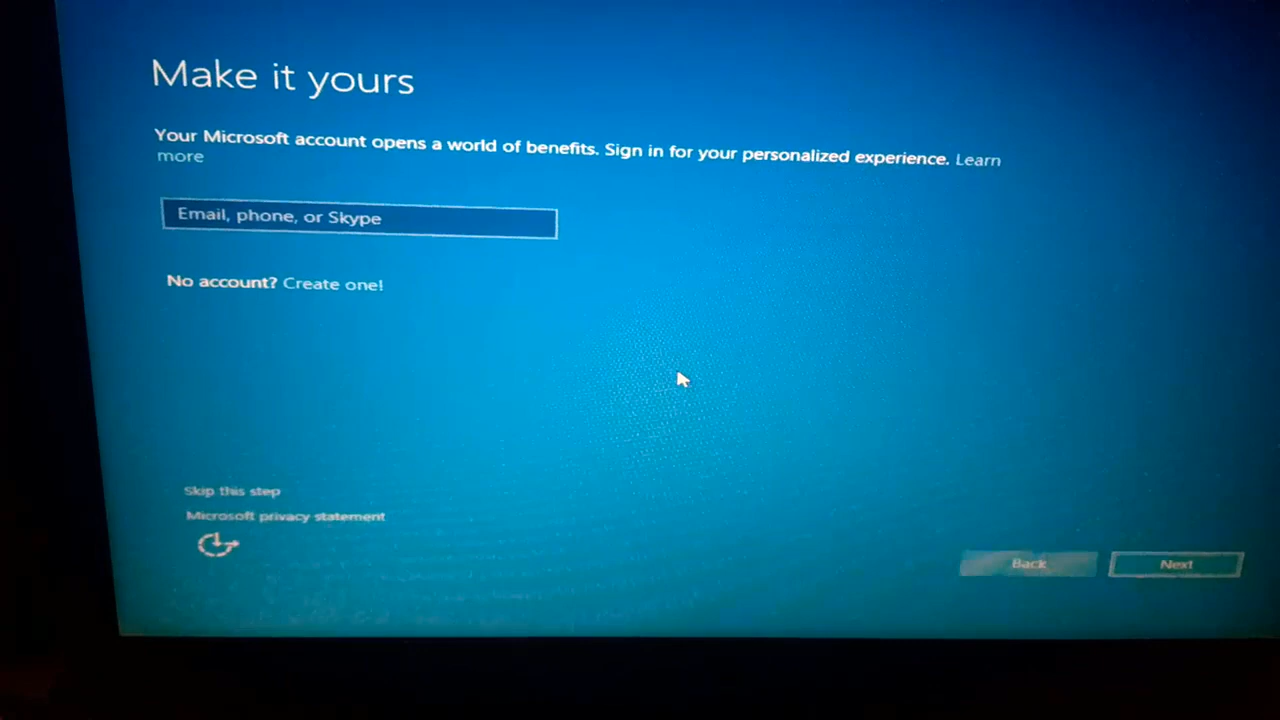 Make it yours
Your Microsoft account opens a world of benefits. Sign in for your personalized experience. Learn
more
Email, phone, or Skype
No account? Create one!
Skip this step
Microsoft privacy statement
Back
Next